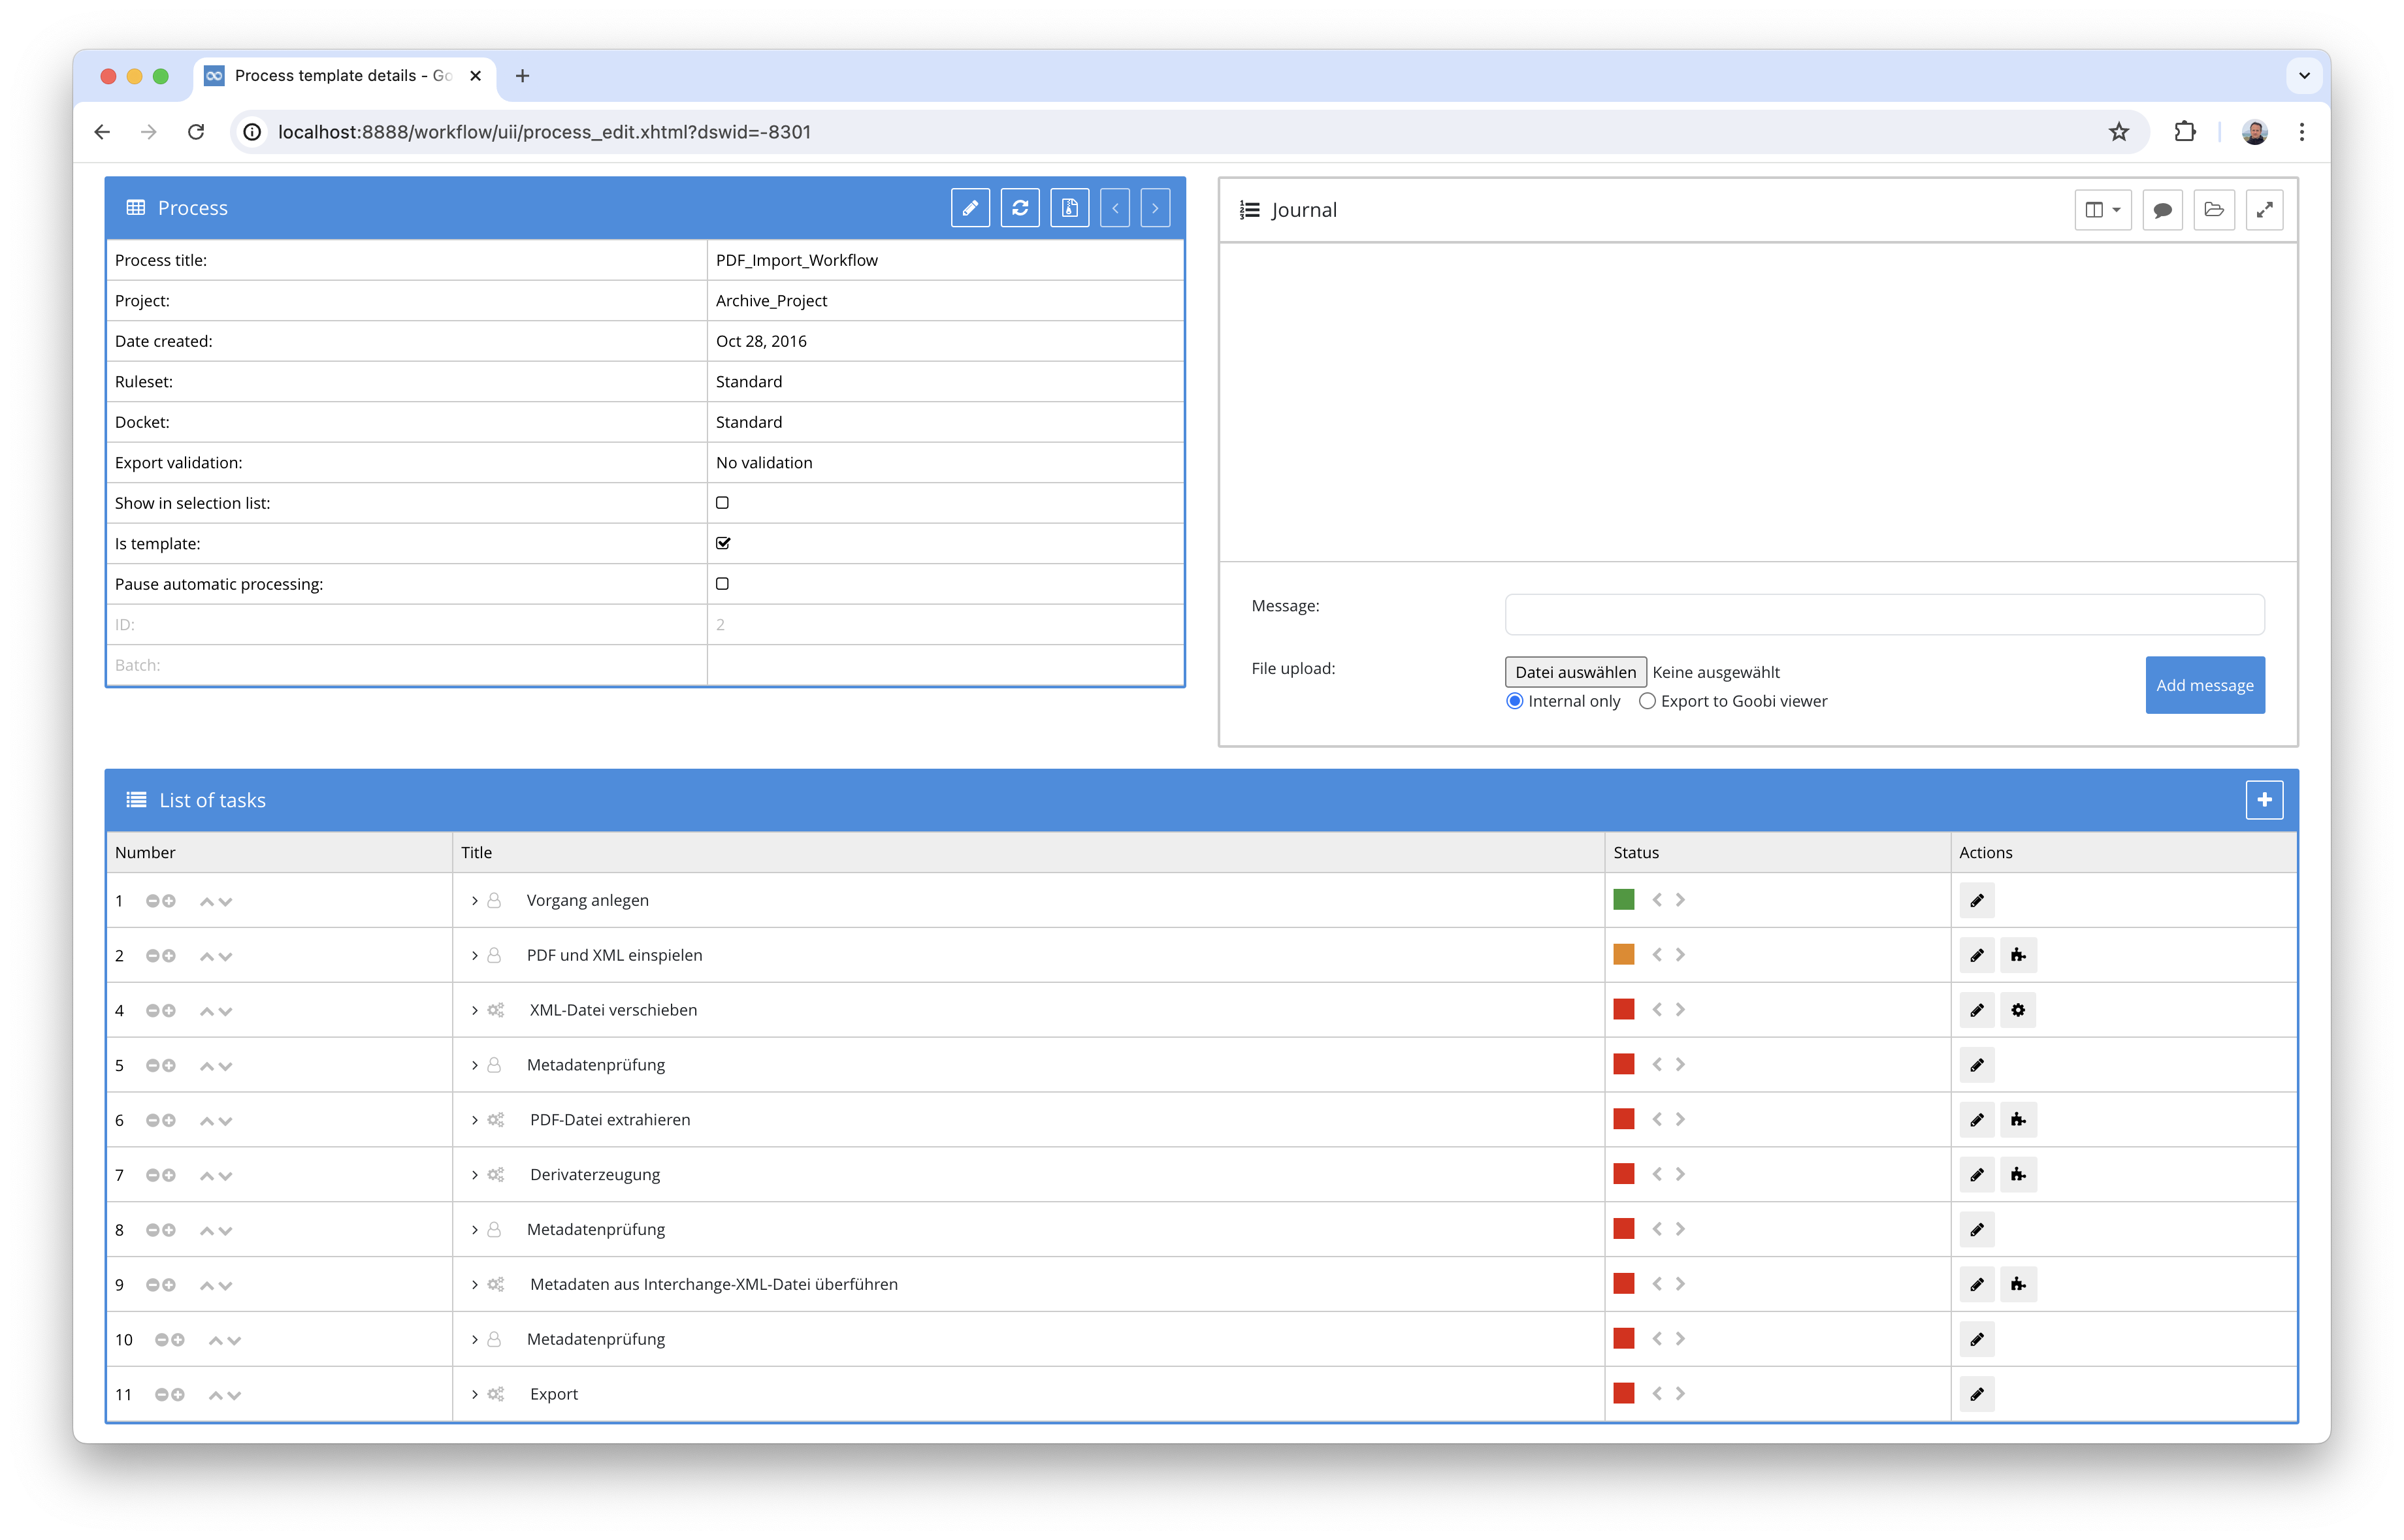 Process template details - Go
localhost:8888/workflow/uii/process_edit.xhtml?dswid=-8301
Process
Process title: PDF_Import_Workflow
Project: Archive_Project
Date created: Oct 28, 2016
Ruleset: Standard
Docket: Standard
Export validation: No validation
Show in selection list:
Is template:
Pause automatic processing:
ID: 2
Batch:
Journal
Message:
File upload: Datei auswählen Keine ausgewählt
Internal only Export to Goobi viewer
Add message
List of tasks
Number Title Status Actions
1 Vorgang anlegen
2 PDF und XML einspielen
4 XML-Datei verschieben
5 Metadatenprüfung
6 PDF-Datei extrahieren
7 Derivaterzeugung
8 Metadatenprüfung
9 Metadaten aus Interchange-XML-Datei überführen
10 Metadatenprüfung
11 Export